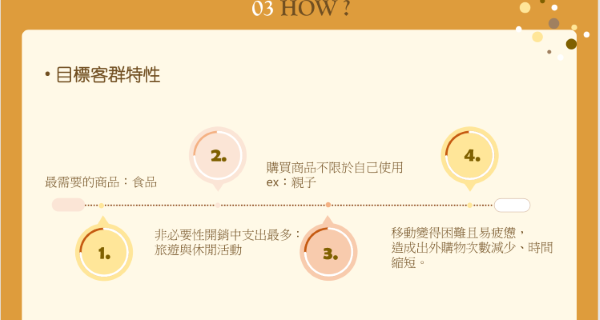 03 HOW ?
• 目標客群特性
1.
最需要的商品：食品
2.
非必要性開銷中支出最多：
旅遊與休閒活動
3.
購買商品不限於自己使用
ex：親子
4.
移動變得困難且易疲憊，
造成出外購物次數減少、時間
縮短。